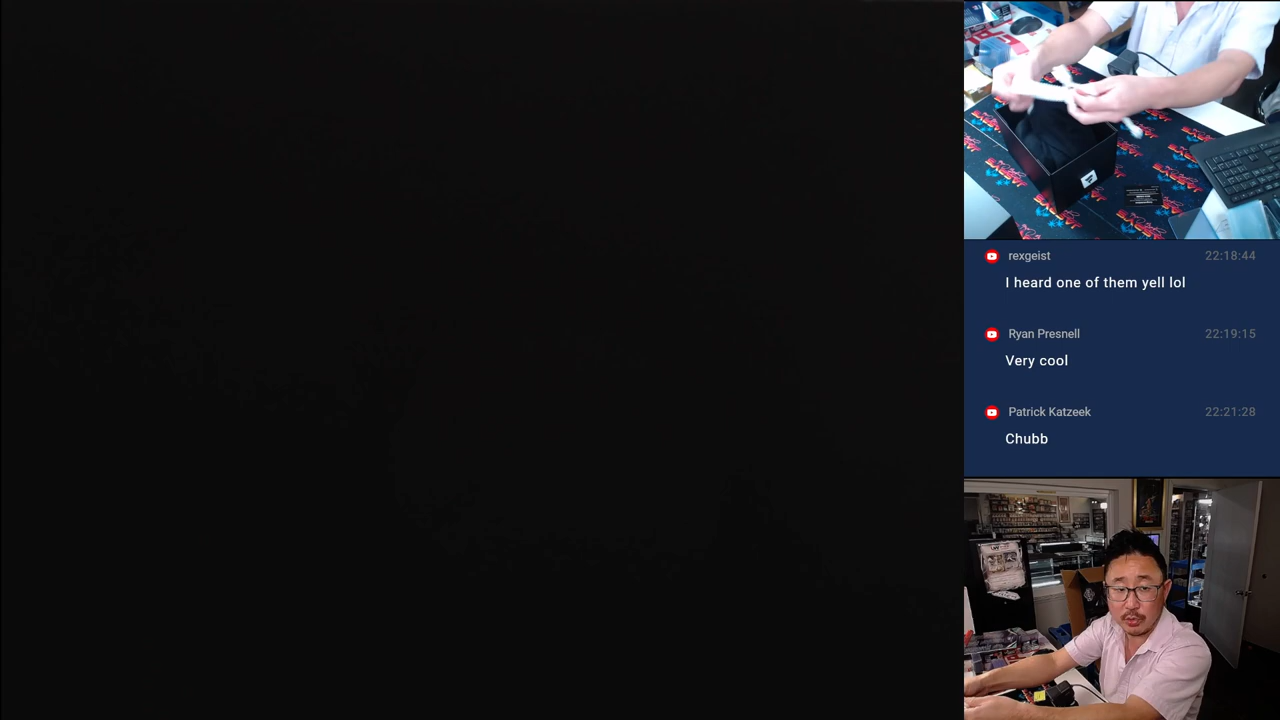 rexgeist 22:18:44
I heard one of them yell lol
Ryan Presnell 22:19:15
Very cool
Patrick Katzeek 22:21:28
Chubb